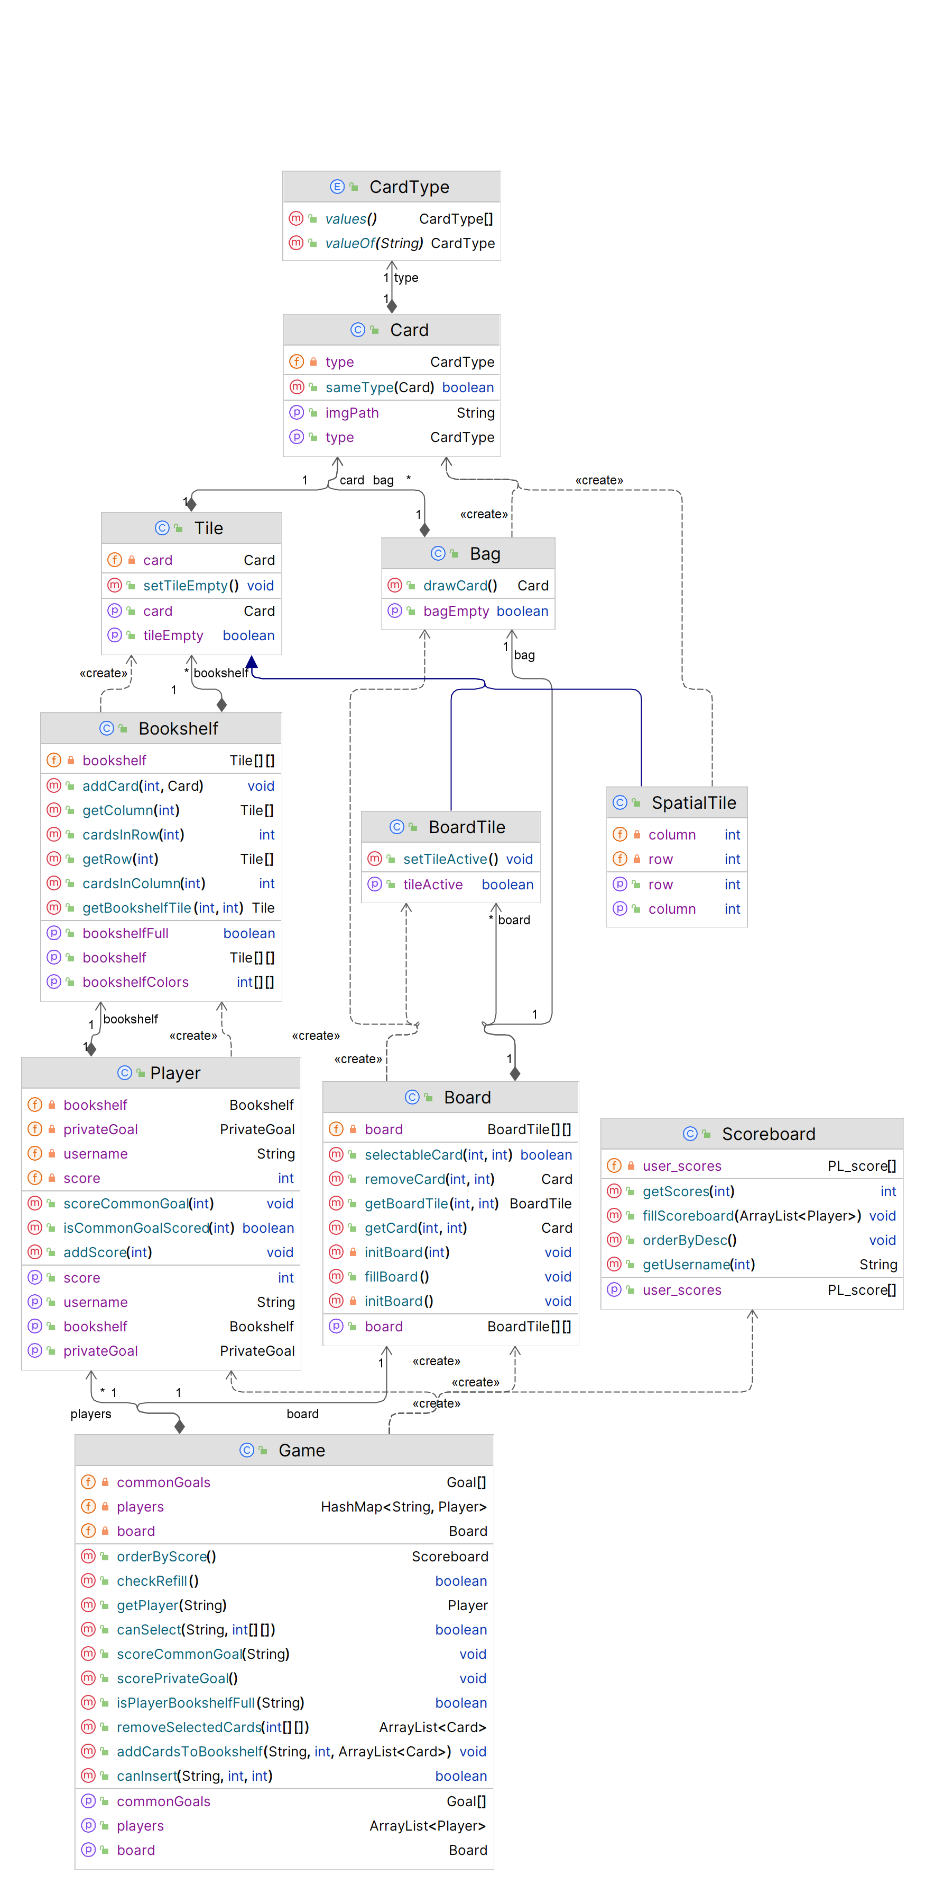 CardType
values() CardType[]
valueOf(String) CardType
1 type
1
Card
type CardType
sameType(Card) boolean
imgPath String
type CardType
1 card bag * «create»
1
1 «create»
Tile
card Card
setTileEmpty() void
card Card
tileEmpty boolean
Bag
drawCard() Card
bagEmpty boolean
«create» * bookshelf
1
1
bag
Bookshelf
bookshelf Tile[][]
addCard(int, Card) void
getColumn(int) Tile[]
cardsInRow(int) int
getRow(int) Tile[]
cardsInColumn(int) int
getBookshelfTile(int, int) Tile
bookshelfFull boolean
bookshelf Tile[][]
bookshelfColors int[][]
BoardTile
setTileActive() void
tileActive boolean
SpatialTile
column int
row int
row int
column int
* board
1
1 bookshelf
1
«create» «create»
«create» 1
Player
bookshelf Bookshelf
privateGoal PrivateGoal
username String
score int
scoreCommonGoal(int) void
isCommonGoalScored(int) boolean
addScore(int) void
score int
username String
bookshelf Bookshelf
privateGoal PrivateGoal
Board
board BoardTile[][]
selectableCard(int, int) boolean
removeCard(int, int) Card
getBoardTile(int, int) BoardTile
getCard(int, int) Card
initBoard(int) void
fillBoard() void
initBoard() void
board BoardTile[][]
Scoreboard
user_scores PL_score[]
getScores(int) int
fillScoreboard(ArrayList<Player>) void
orderByDesc() void
getUsername(int) String
user_scores PL_score[]
1 «create»
«create»
* 1 1
«create»
players board
Game
commonGoals Goal[]
players HashMap<String, Player>
board Board
orderByScore() Scoreboard
checkRefill() boolean
getPlayer(String) Player
canSelect(String, int[][]) boolean
scoreCommonGoal(String) void
scorePrivateGoal() void
isPlayerBookshelfFull(String) boolean
removeSelectedCards(int[][]) ArrayList<Card>
addCardsToBookshelf(String, int, ArrayList<Card>) void
canInsert(String, int, int) boolean
commonGoals Goal[]
players ArrayList<Player>
board Board